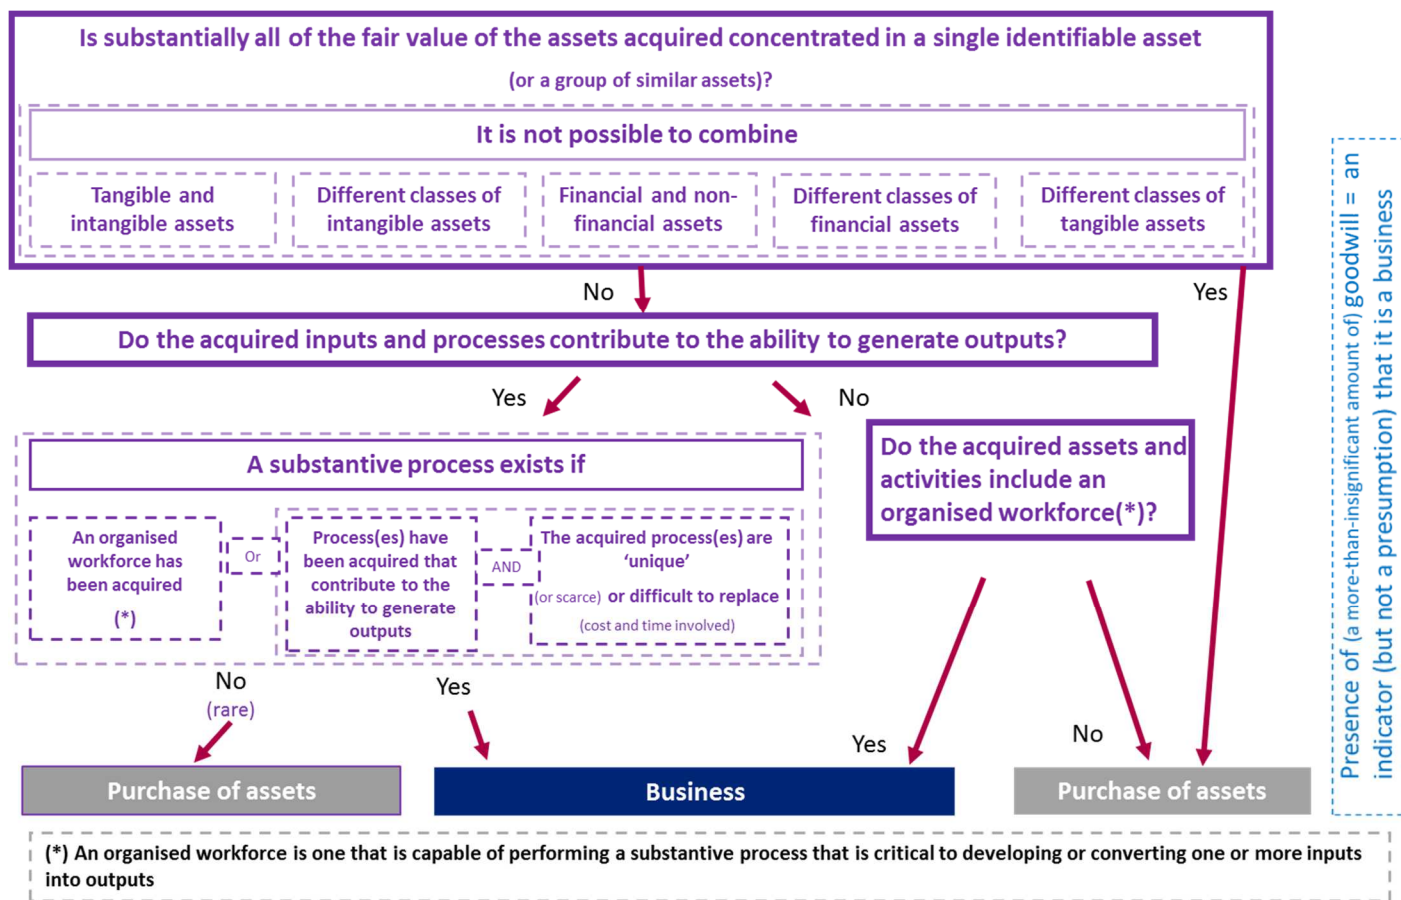 Is substantially all of the fair value of the assets acquired concentrated in a single identifiable asset
(or a group of similar assets)?
It is not possible to combine
Tangible and
intangible assets
Different classes of
intangible assets
Financial and non-
financial assets
Different classes of
financial assets
Different classes of
tangible assets
No
Yes
Do the acquired inputs and processes contribute to the ability to generate outputs?
Yes
No
A substantive process exists if
An organised
workforce has
been acquired
(*)
Or
Process(es) have
been acquired that
contribute to the
ability to generate
outputs
AND
The acquired process(es) are
‘unique’
(or scarce) or difficult to replace
(cost and time involved)
Do the acquired assets and
activities include an
organised workforce(*)?
No
(rare)
Yes
Yes
No
Purchase of assets
Business
Purchase of assets
Presence of (a more-than-insignificant amount of) goodwill = an
indicator (but not a presumption) that it is a business
(*) An organised workforce is one that is capable of performing a substantive process that is critical to developing or converting one or more inputs
into outputs